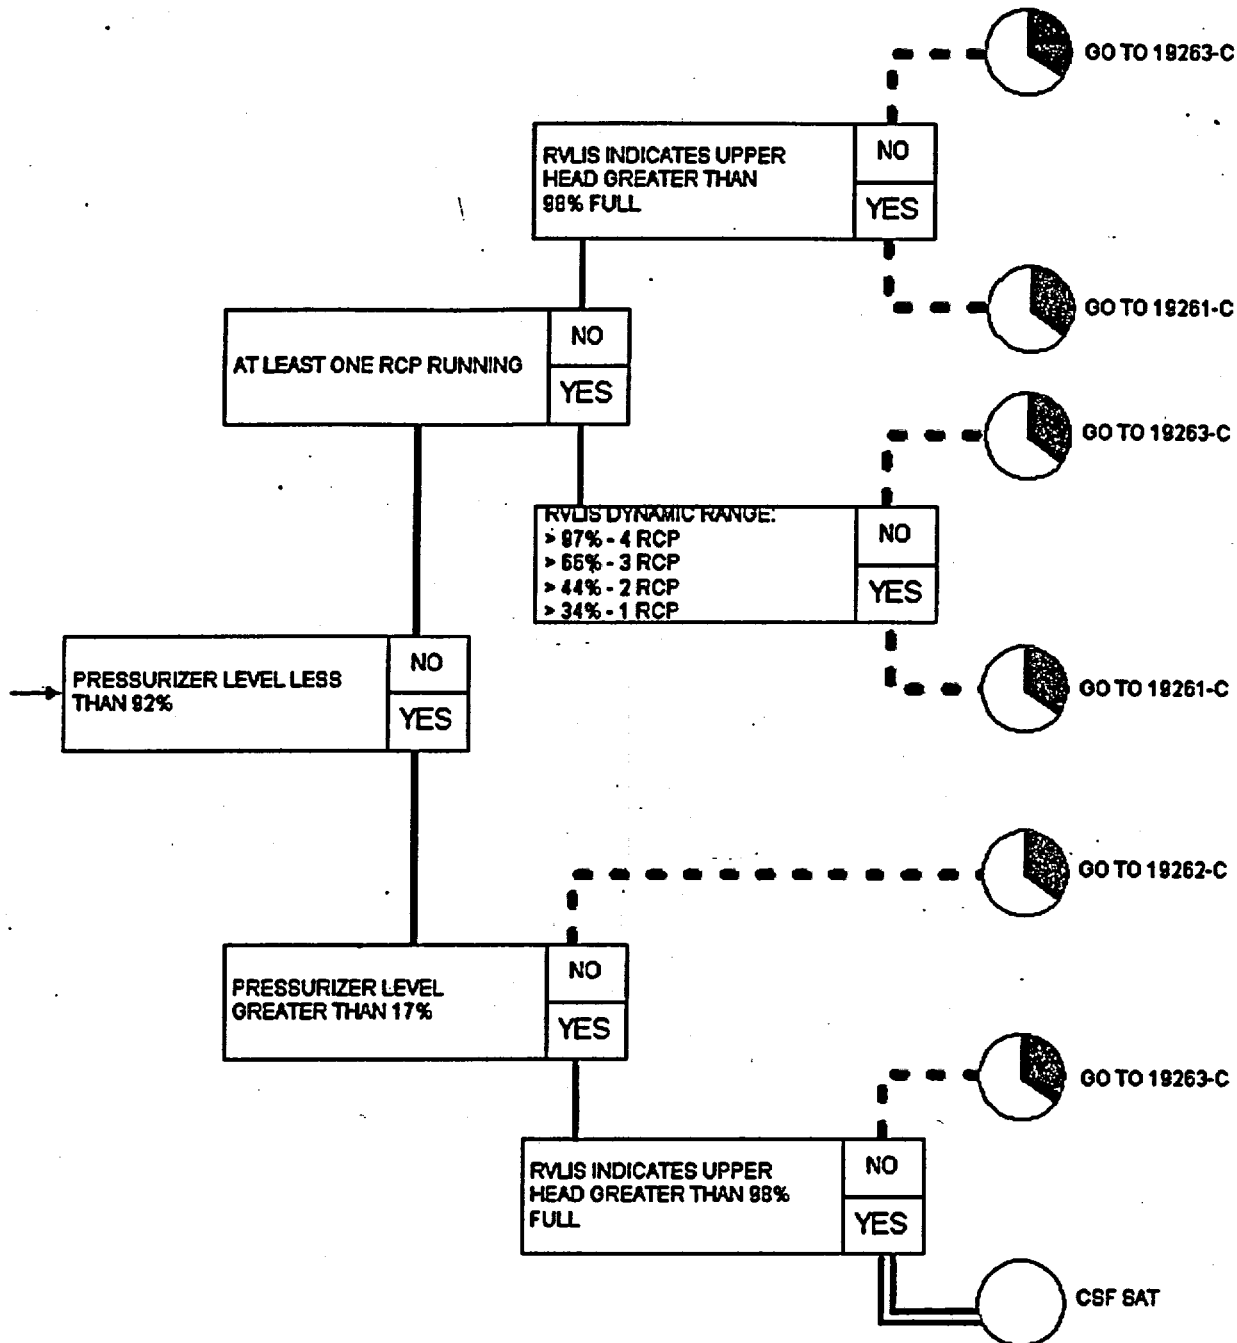 GO TO 19263-C
RVLIS INDICATES UPPER
HEAD GREATER THAN
98% FULL
NO
YES
GO TO 19261-C
AT LEAST ONE RCP RUNNING
NO
YES
GO TO 19263-C
RVLIS DYNAMIC RANGE:
> 97% - 4 RCP
> 66% - 3 RCP
> 44% - 2 RCP
> 34% - 1 RCP
NO
YES
GO TO 19261-C
PRESSURIZER LEVEL LESS
THAN 92%
NO
YES
GO TO 19262-C
PRESSURIZER LEVEL
GREATER THAN 17%
NO
YES
GO TO 19263-C
RVLIS INDICATES UPPER
HEAD GREATER THAN 98%
FULL
NO
YES
CSF SAT